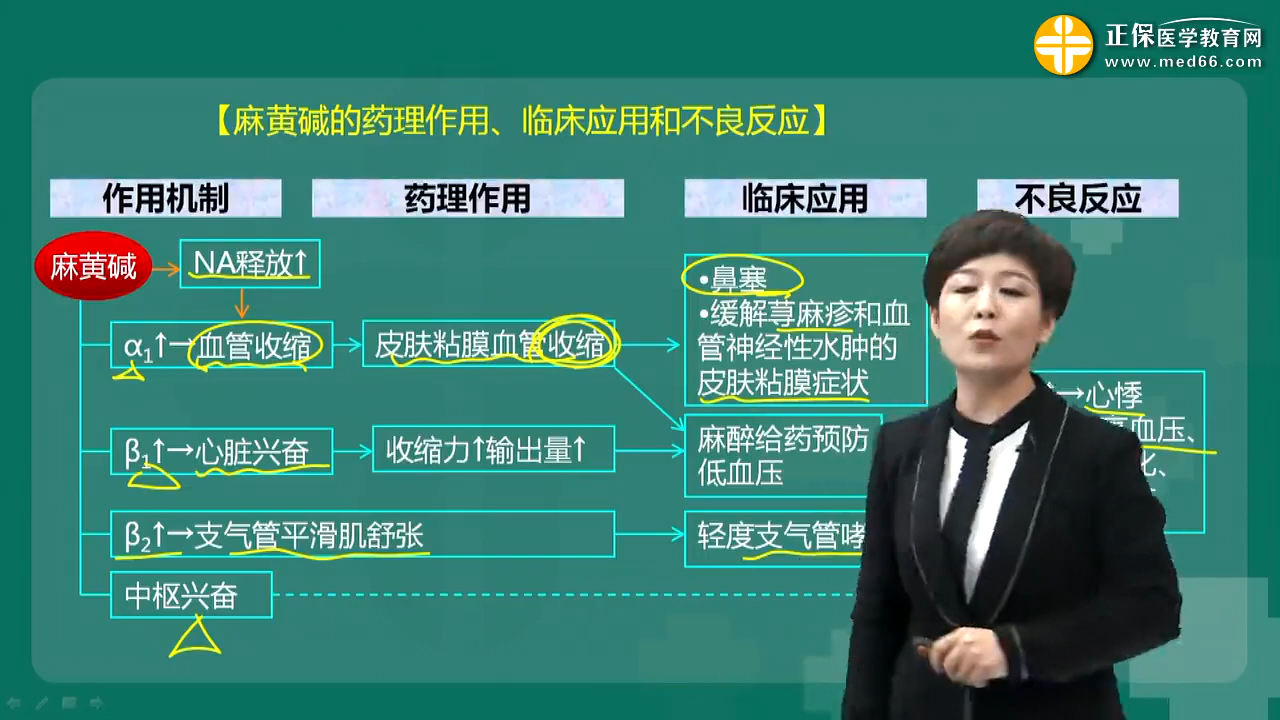 正保医学教育网
www.med66.com
【麻黄碱的药理作用、临床应用和不良反应】
作用机制
药理作用
临床应用
不良反应
麻黄碱
NA释放↑
α₁↑→血管收缩
皮肤粘膜血管收缩
•鼻塞
•缓解荨麻疹和血
管神经性水肿的
皮肤粘膜症状
→心悸
血压、
β₁↑→心脏兴奋
收缩力↑输出量↑
麻醉给药预防
低血压
β₂↑→支气管平滑肌舒张
轻度支气管哮
中枢兴奋